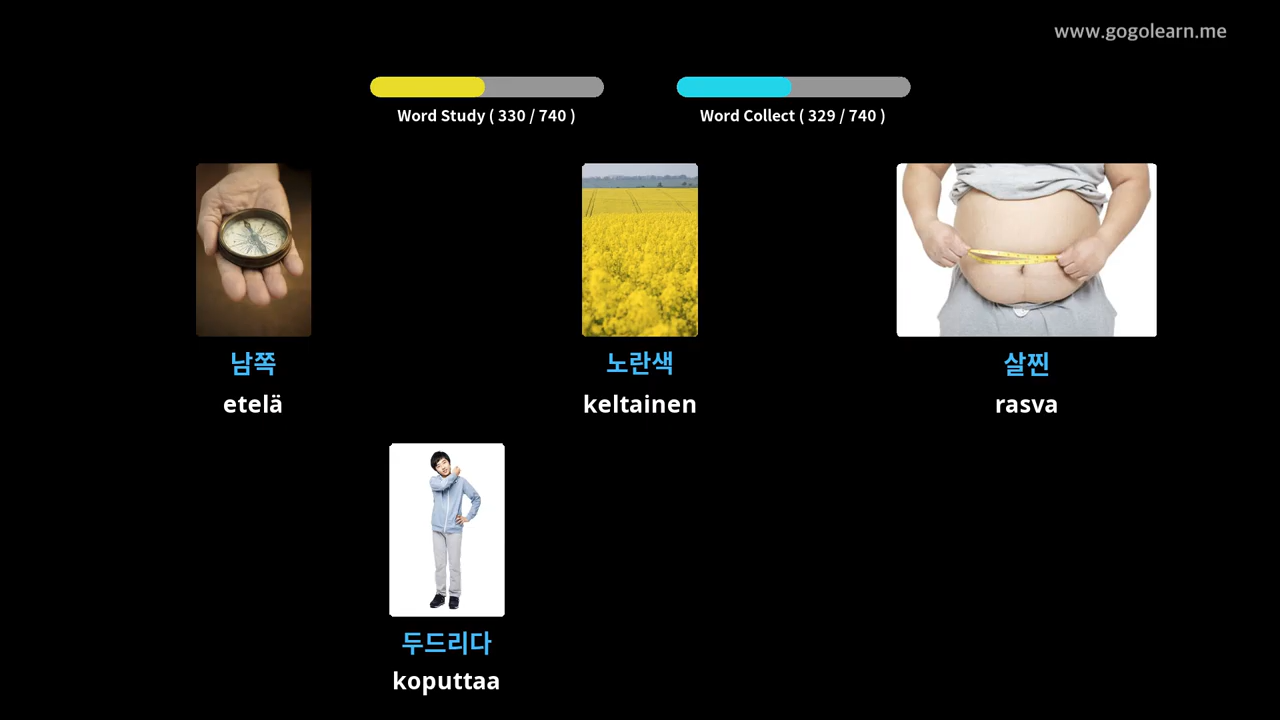 www.gogolearn.me
Word Study ( 330 / 740 )
Word Collect ( 329 / 740 )
남쪽
etelä
노란색
keltainen
살찐
rasva
두드리다
koputtaa